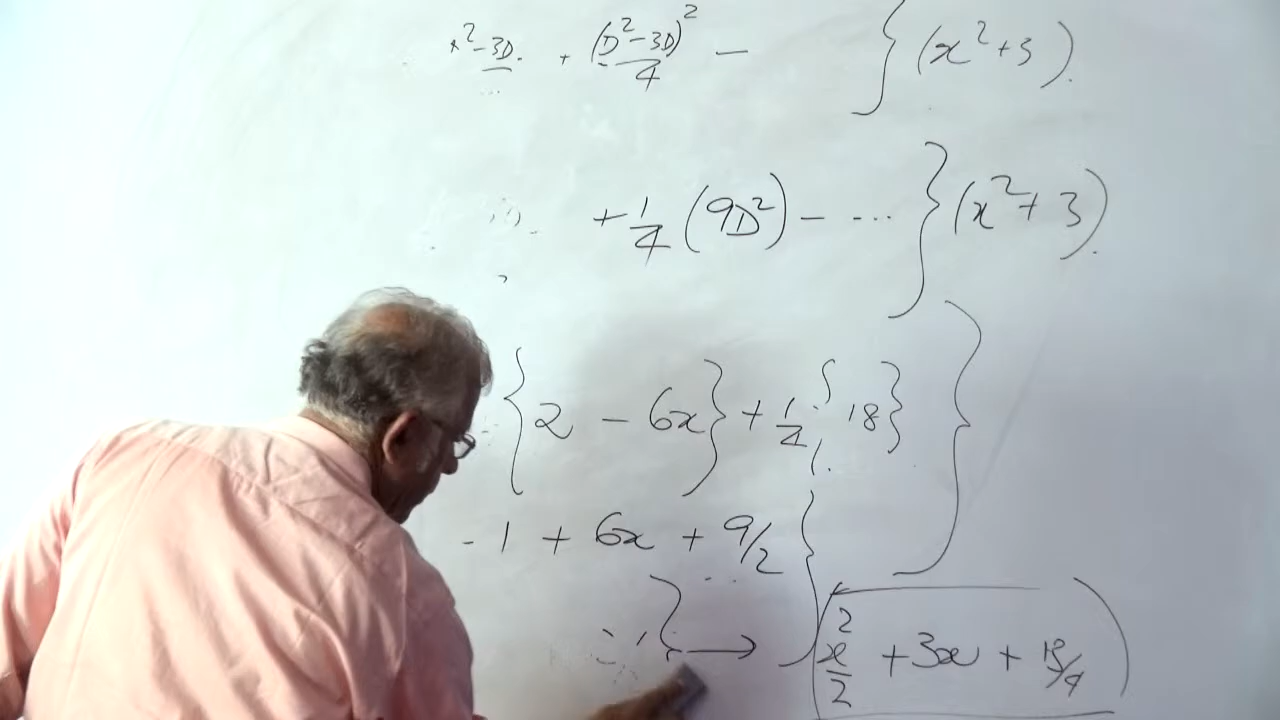 x² - 3D + (D² - 3D)²/4 - } (x² + 3)
+ 1/4 (9D²) - ... } (x² + 3)
{2 - 6x} + 1/4 {18} }
- 1 + 6x + 9/2 }
} → (x²/2 + 3x + /4)